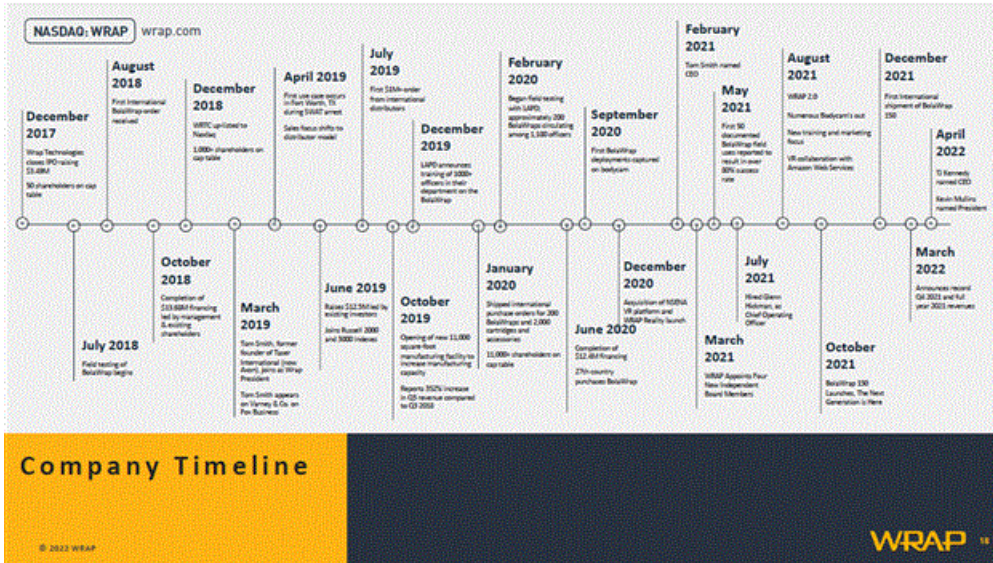 NASDAQ: WRAP wrap.com
December
2017
Wrap Technologies
closes IPO raising
$3.49M
50 shareholders on cap
table
July 2018
Field testing of
BolaWrap begins
August
2018
First International
BolaWrap order
received
October
2018
Completion of
financing
led by management
& existing
shareholders
December
2018
WRTC up-listed to
Nasdaq
1,000+ shareholders on
cap table
March
2019
Tom Smith, former
founder of Taser
International (now
Axon), joins as Wrap
President
Tom Smith appears
on Varney & Co. on
Fox Business
April 2019
First use case occurs
in Fort Worth, TX
during SWAT arrest
Sales focus shifts to
distributor model
June 2019
Raises $12.5M led by
existing investors
Joins Russell 2000
and 3000 indexes
July
2019
First $1M+ order
from international
distributors
October
2019
Opening of new 11,000
square-foot
manufacturing facility to
increase manufacturing
capacity
Reports 352% increase
in Q3 revenue compared
to Q3 2018
December
2019
LAPD announces
training of 1000+
officers in their
department on the
BolaWrap
January
2020
Shipped international
purchase orders for 200
BolaWraps and 2,000
cartridges and
accessories
11,000+ shareholders on
cap table
February
2020
Began field testing
with LAPD,
approximately 200
BolaWraps circulating
among 1,100 officers
June 2020
Completion of
$12.4M financing
27th country
purchases BolaWrap
September
2020
First BolaWrap
deployments captured
on bodycam
December
2020
Acquisition of NSENA
VR platform and
WRAP Reality launch
February
2021
Tom Smith named
CEO
March
2021
WRAP Appoints Four
New Independent
Board Members
May
2021
First 50
documented
BolaWrap field
uses reported to
result in over
80% success
rate
July
2021
Hired Glenn
Hickman, as
Chief Operating
Officer
August
2021
WRAP 2.0
Numerous Bodycam's out
New training and marketing
focus
VR collaboration with
Amazon Web Services
October
2021
BolaWrap 150
Launches, The Next
Generation is Here
December
2021
First International
shipment of BolaWrap
150
March
2022
Announces record
Q4 2021 and full
year 2021 revenues
April
2022
TJ Kennedy
named CEO
Kevin Mullins
named President
Company Timeline
© 2022 WRAP
WRAP 18